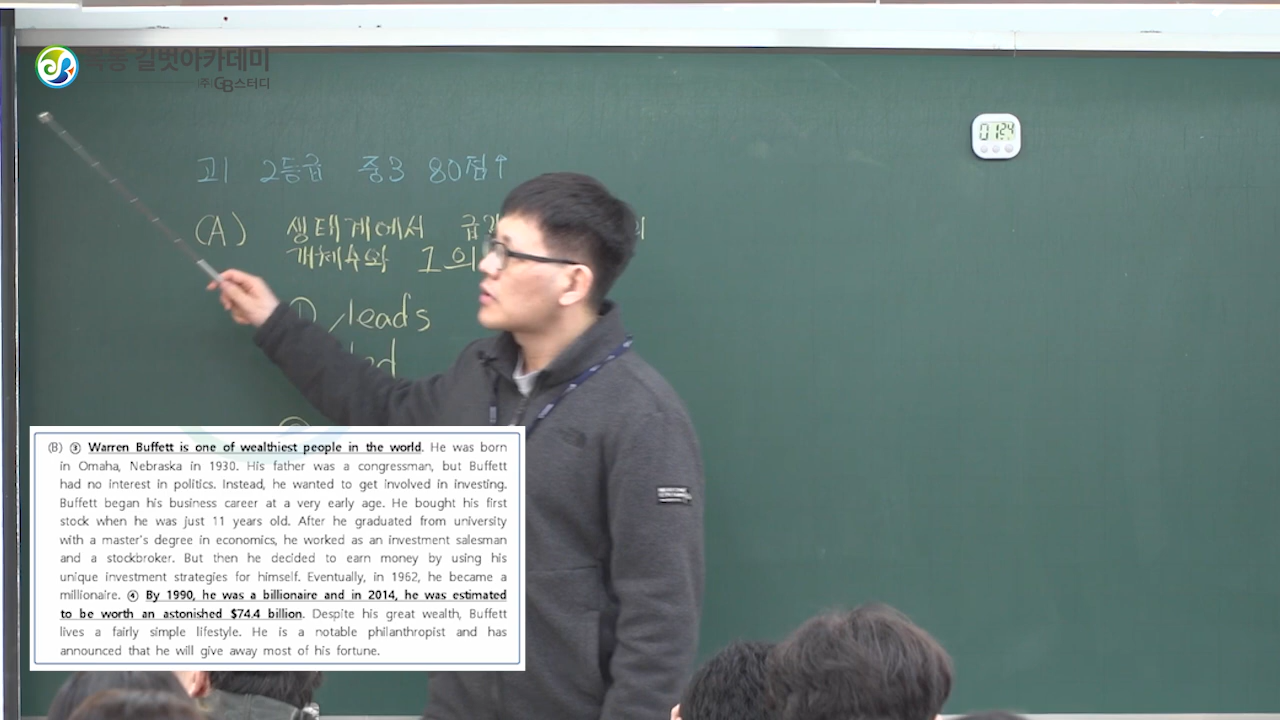 길벗아카데미
(주)GB스터디
01:24
고1 2등급 중3 80점↑
(A) 생태계에서
개체수와 1의
① leads
(B) ③ Warren Buffett is one of wealthiest people in the world. He was born
in Omaha, Nebraska in 1930. His father was a congressman, but Buffett
had no interest in politics. Instead, he wanted to get involved in investing.
Buffett began his business career at a very early age. He bought his first
stock when he was just 11 years old. After he graduated from university
with a master's degree in economics, he worked as an investment salesman
and a stockbroker. But then he decided to earn money by using his
unique investment strategies for himself. Eventually, in 1962, he became a
millionaire. ④ By 1990, he was a billionaire and in 2014, he was estimated
to be worth an astonished $74.4 billion. Despite his great wealth, Buffett
lives a fairly simple lifestyle. He is a notable philanthropist and has
announced that he will give away most of his fortune.